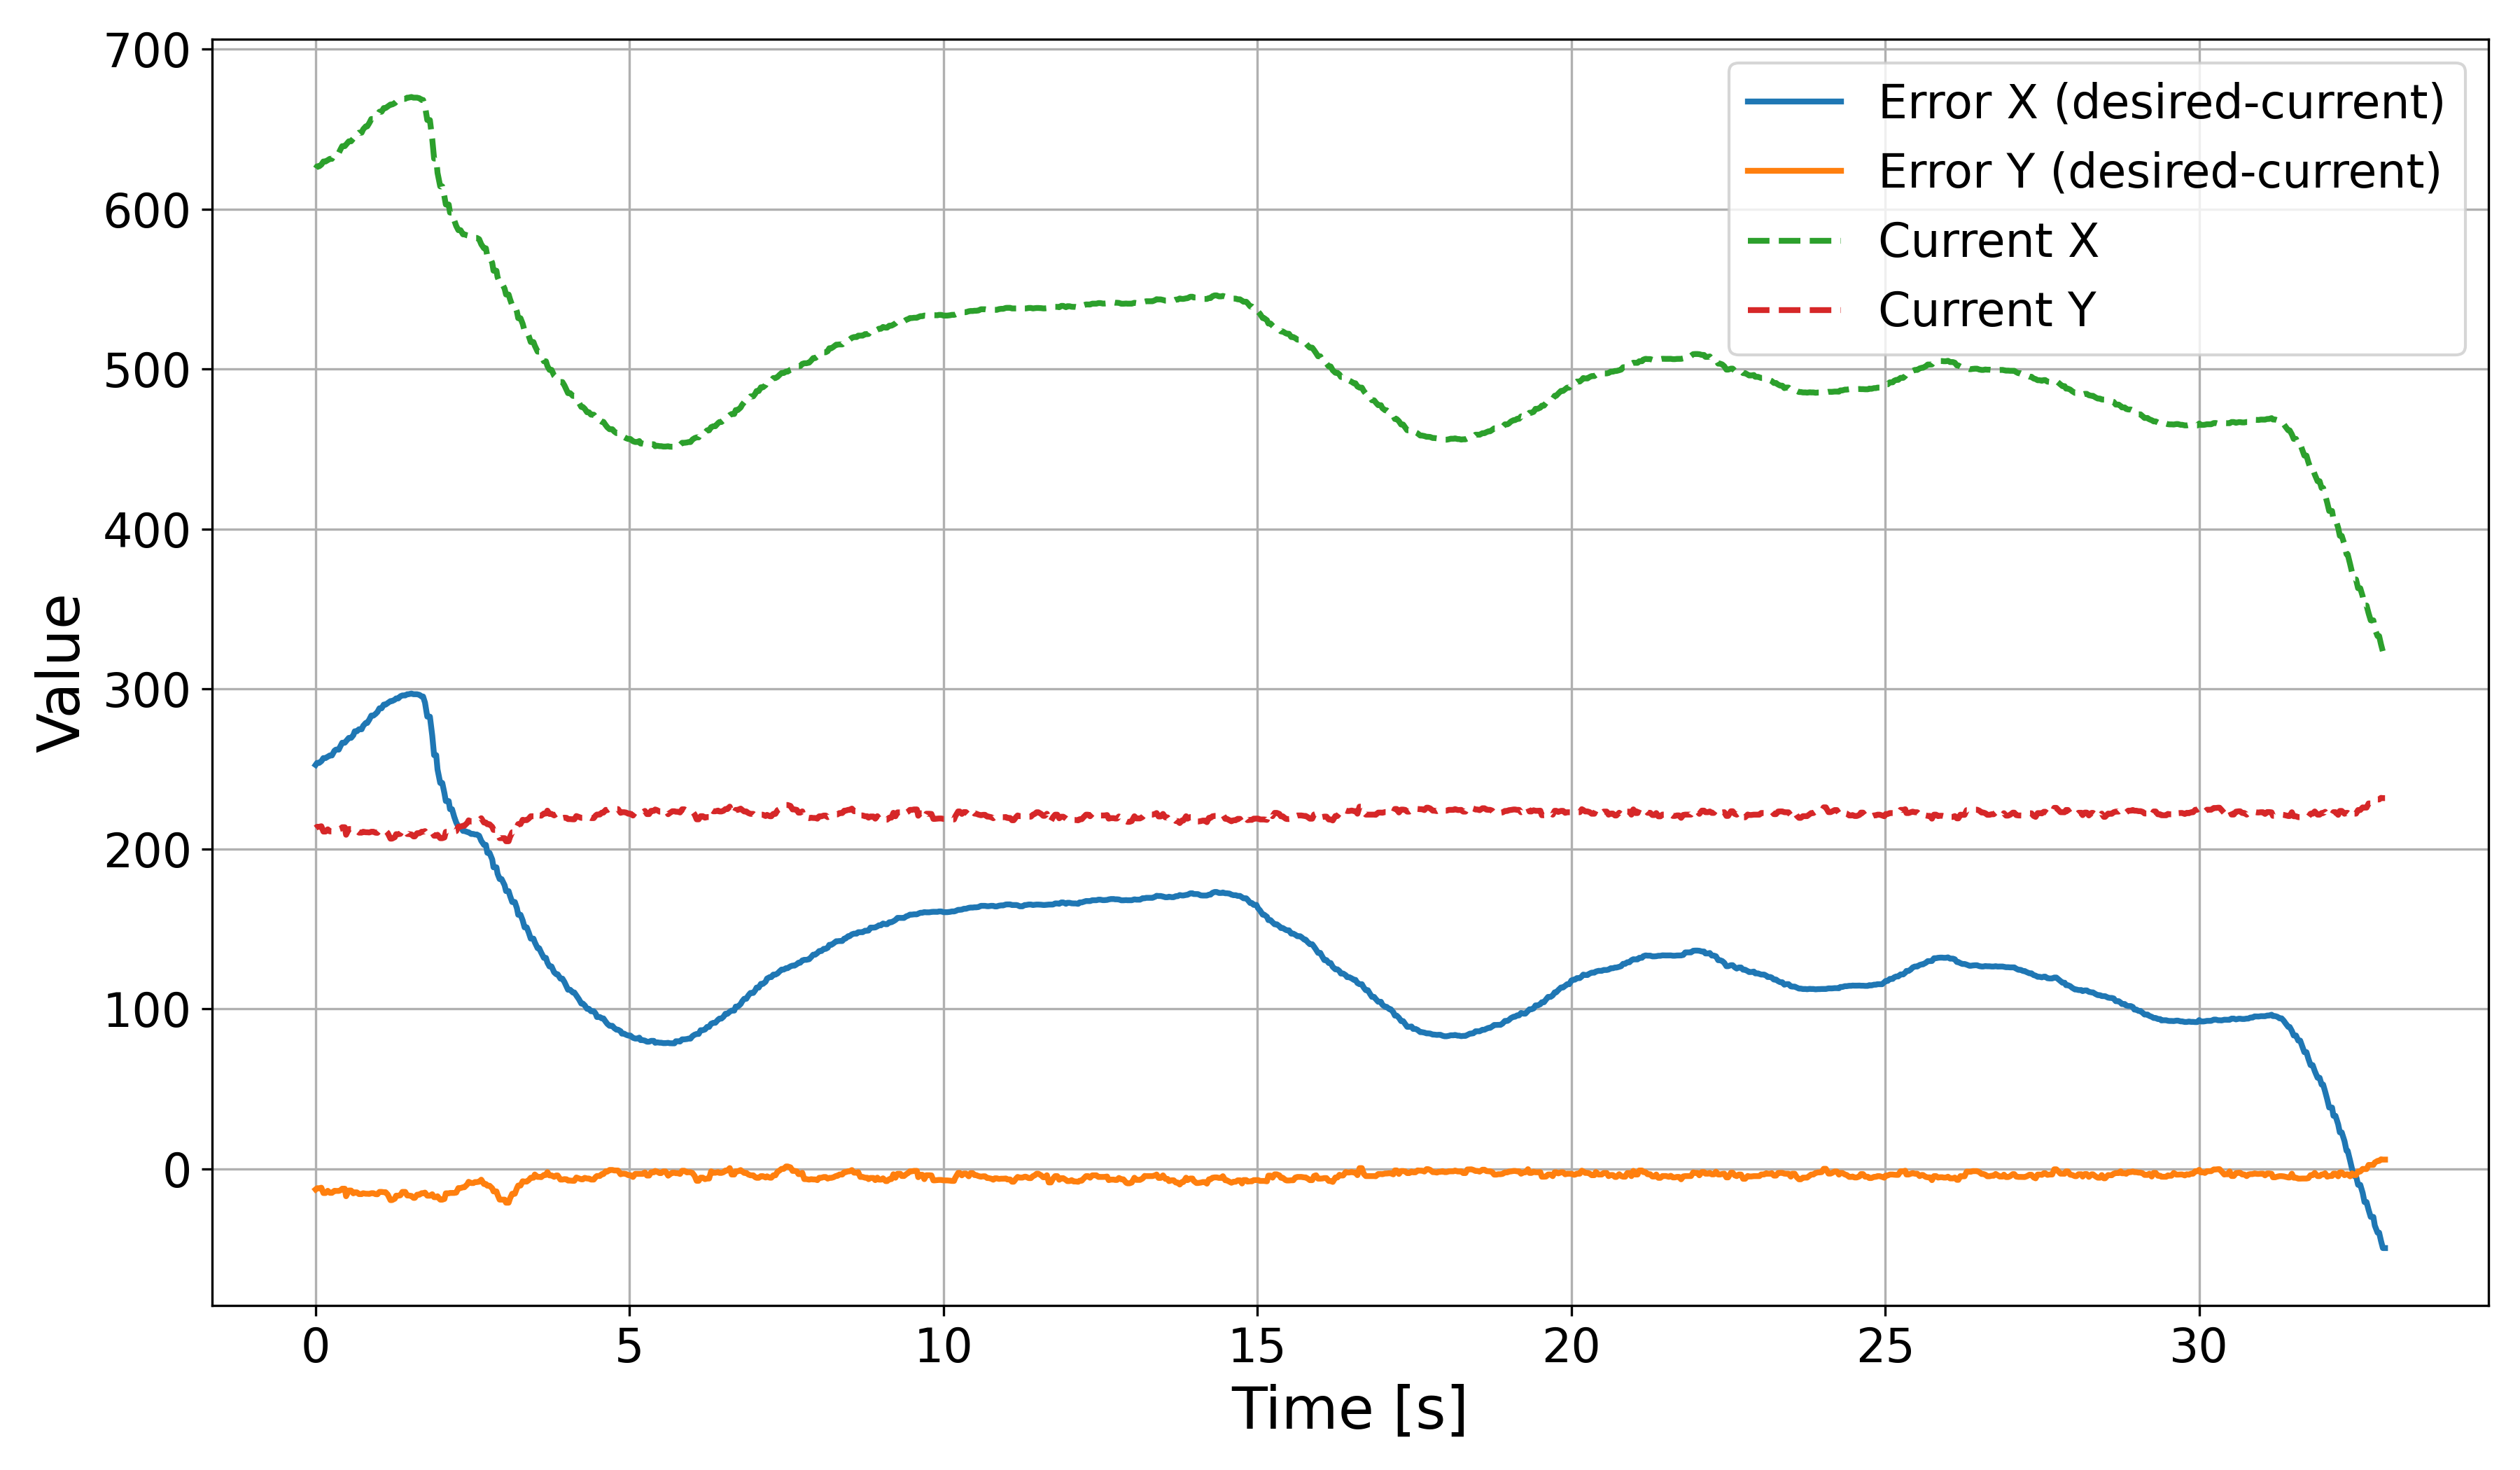 700
600
500
400
300
200
100
0
Value
0 5 10 15 20 25 30
Time [s]
Error X (desired-current)
Error Y (desired-current)
Current X
Current Y